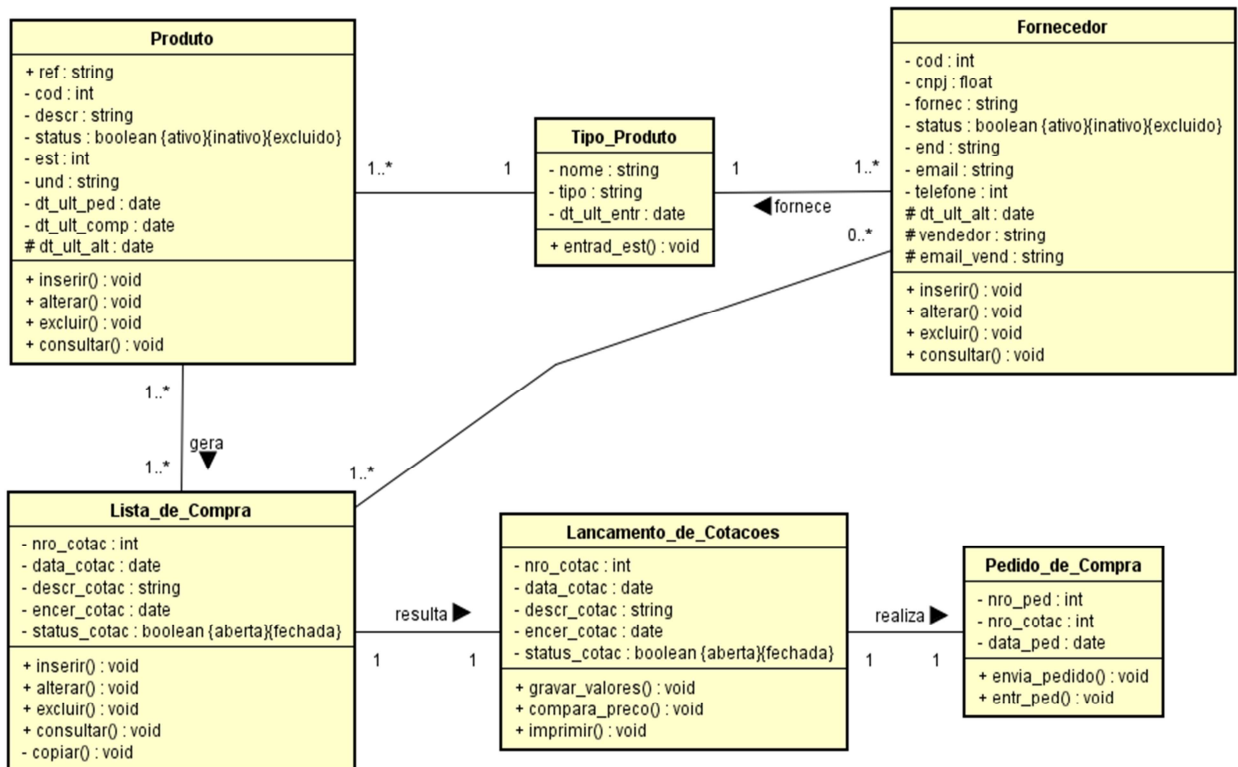 Produto
+ ref : string
- cod : int
- descr : string
- status : boolean {ativo}{inativo}{excluido}
- est : int
- und : string
- dt_ult_ped : date
- dt_ult_comp : date
# dt_ult_alt : date
+ inserir() : void
+ alterar() : void
+ excluir() : void
+ consultar() : void
1..*
1
Tipo_Produto
- nome : string
- tipo : string
- dt_ult_entr : date
+ entrad_est() : void
1
1..*
◀fornece
0..*
Fornecedor
- cod : int
- cnpj : float
- fornec : string
- status : boolean {ativo}{inativo}{excluido}
- end : string
- email : string
- telefone : int
# dt_ult_alt : date
# vendedor : string
# email_vend : string
+ inserir() : void
+ alterar() : void
+ excluir() : void
+ consultar() : void
1..*
gera
▼
1..*
1..*
Lista_de_Compra
- nro_cotac : int
- data_cotac : date
- descr_cotac : string
- encer_cotac : date
- status_cotac : boolean {aberta}{fechada}
+ inserir() : void
+ alterar() : void
+ excluir() : void
+ consultar() : void
- copiar() : void
resulta ▶
1
1
Lancamento_de_Cotacoes
- nro_cotac : int
- data_cotac : date
- descr_cotac : string
- encer_cotac : date
- status_cotac : boolean {aberta}{fechada}
+ gravar_valores() : void
+ compara_preco() : void
+ imprimir() : void
realiza ▶
1
1
Pedido_de_Compra
- nro_ped : int
- nro_cotac : int
- data_ped : date
+ envia_pedido() : void
+ entr_ped() : void